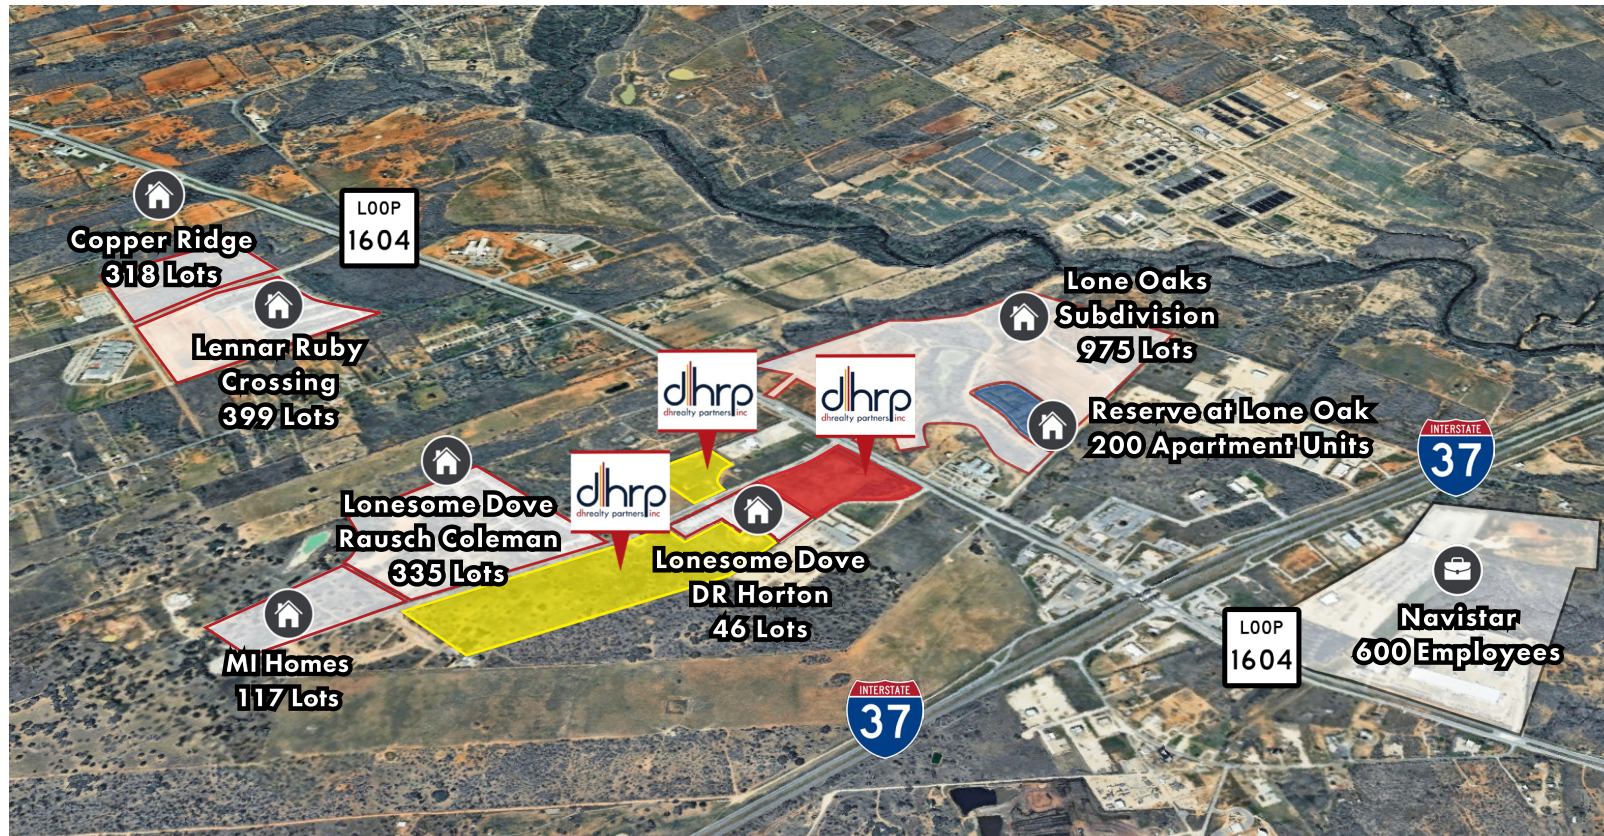 LOOP
1604
Copper Ridge
318 Lots
Lennar Ruby
Crossing
399 Lots
Lone Oaks
Subdivision
975 Lots
dhrp
dhrealty partners inc
dhrp
dhrealty partners inc
Reserve at Lone Oak
200 Apartment Units
INTERSTATE
37
dhrp
dhrealty partners inc
Lonesome Dove
Rausch Coleman
335 Lots
Lonesome Dove
DR Horton
46 Lots
Navistar
600 Employees
LOOP
1604
MI Homes
117 Lots
INTERSTATE
37